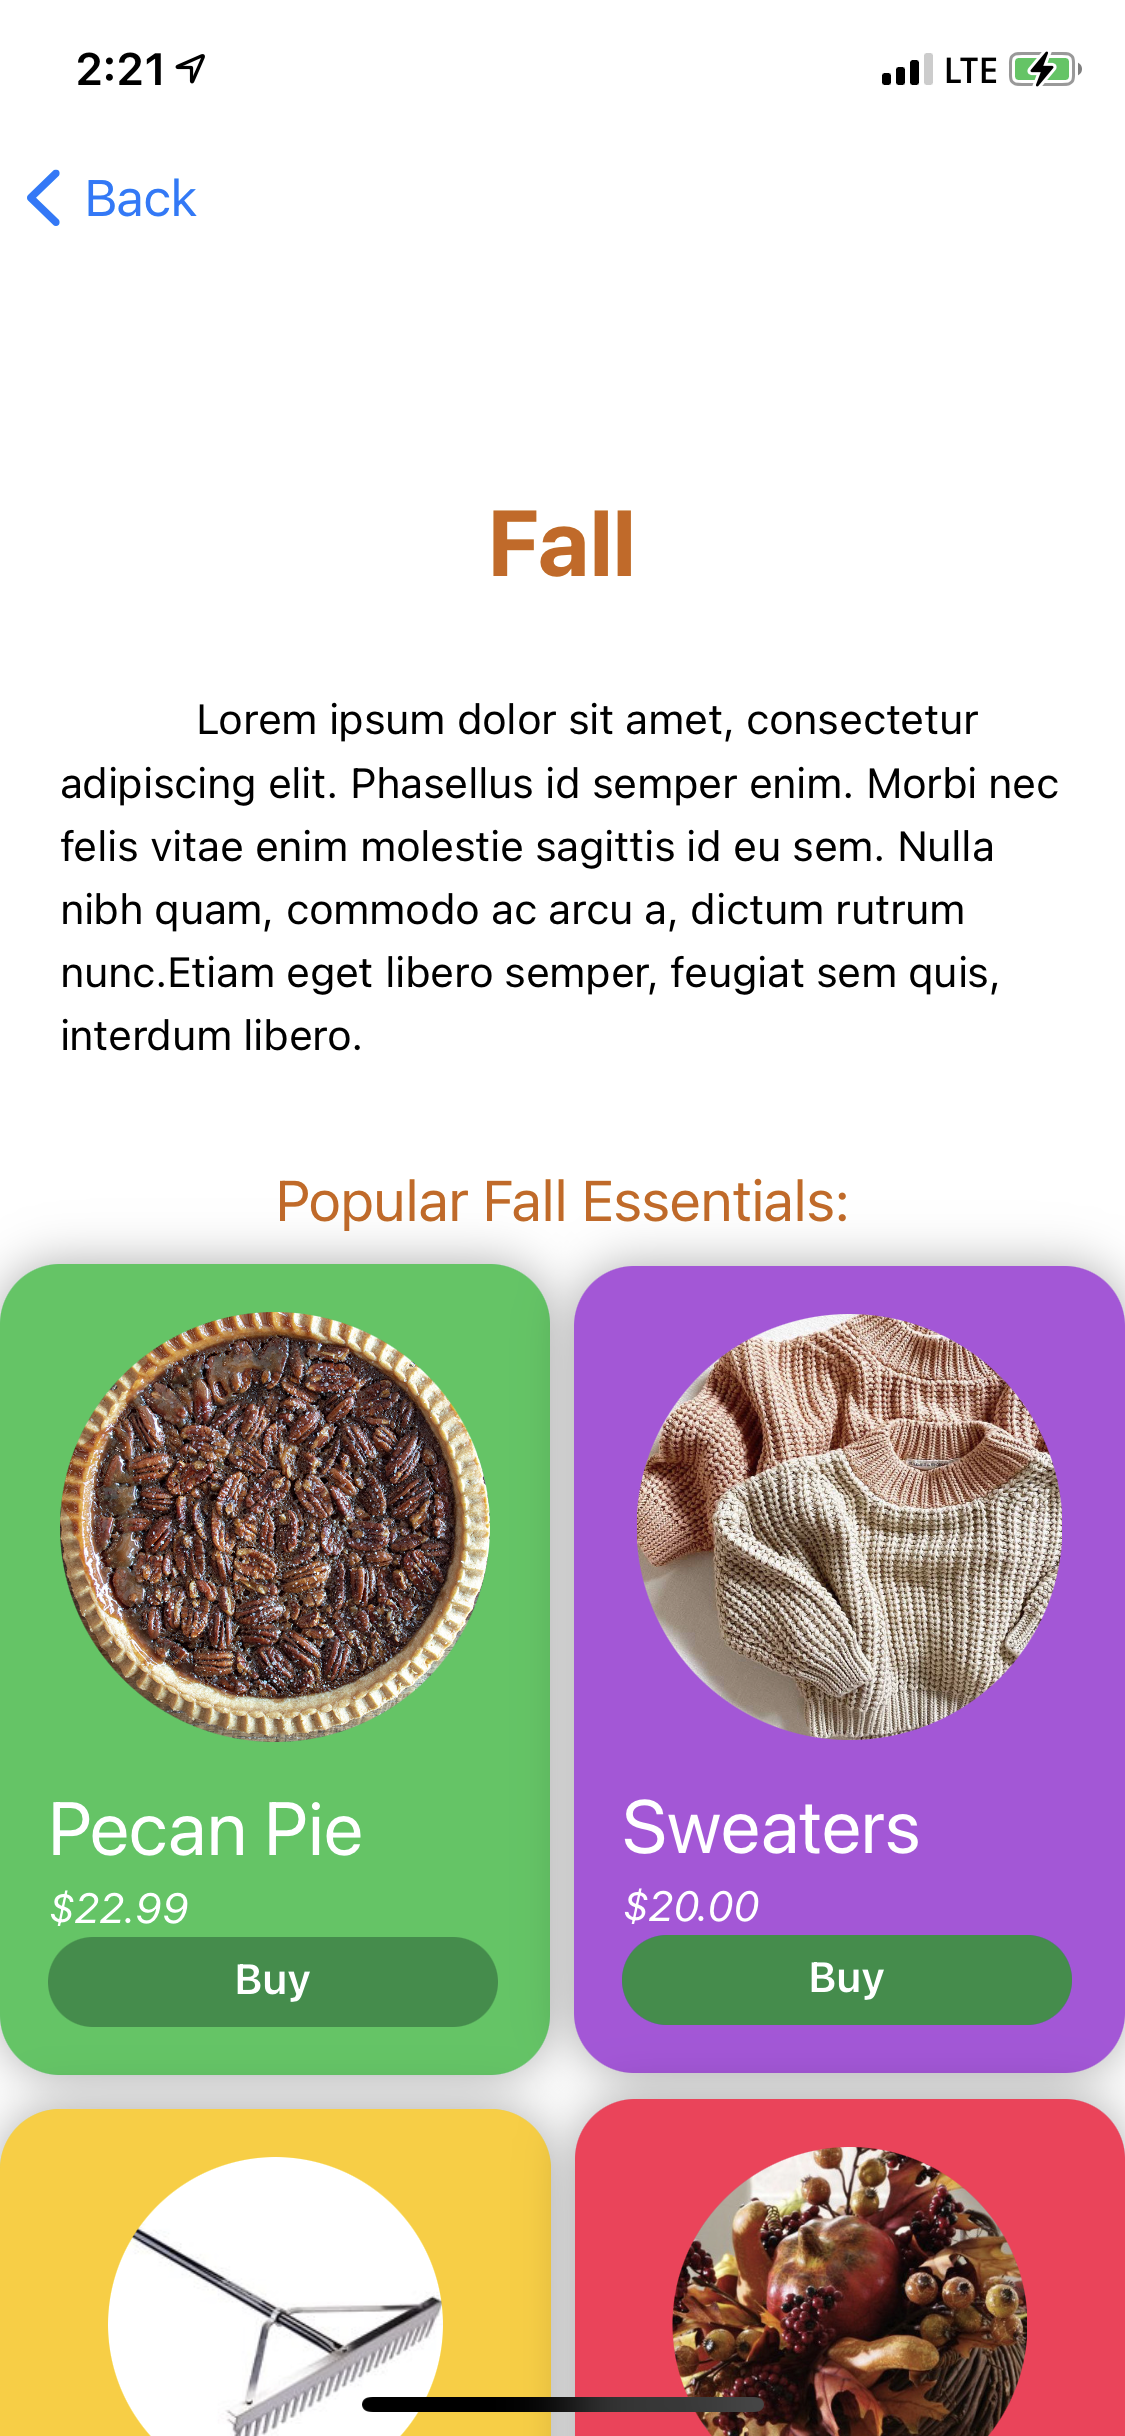 2:21
LTE
Back
Fall
Lorem ipsum dolor sit amet, consectetur
adipiscing elit. Phasellus id semper enim. Morbi nec
felis vitae enim molestie sagittis id eu sem. Nulla
nibh quam, commodo ac arcu a, dictum rutrum
nunc.Etiam eget libero semper, feugiat sem quis,
interdum libero.
Popular Fall Essentials:
Pecan Pie
$22.99
Buy
Sweaters
$20.00
Buy